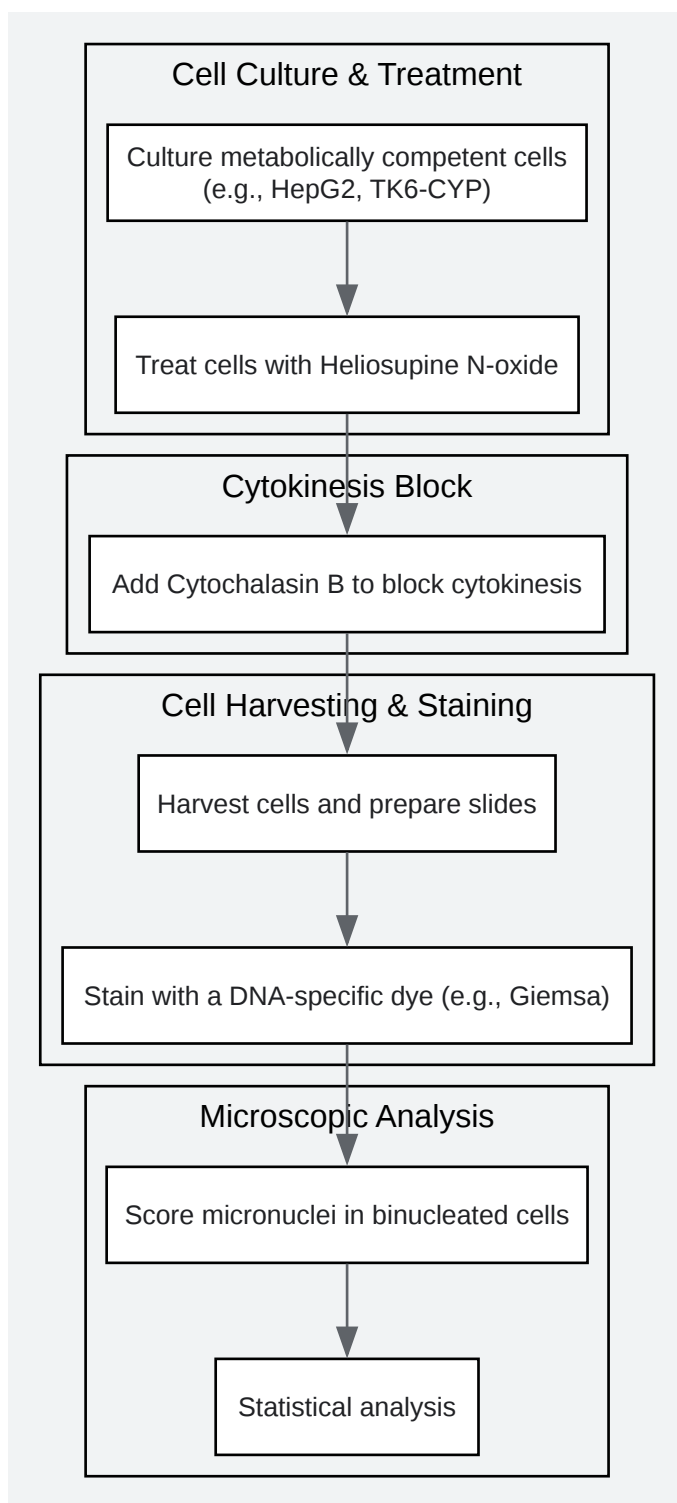 Cell Culture & Treatment
Culture metabolically competent cells
(e.g., HepG2, TK6-CYP)
Treat cells with Heliosupine N-oxide
Cytokinesis Block
Add Cytochalasin B to block cytokinesis
Cell Harvesting & Staining
Harvest cells and prepare slides
Stain with a DNA-specific dye (e.g., Giemsa)
Microscopic Analysis
Score micronuclei in binucleated cells
Statistical analysis